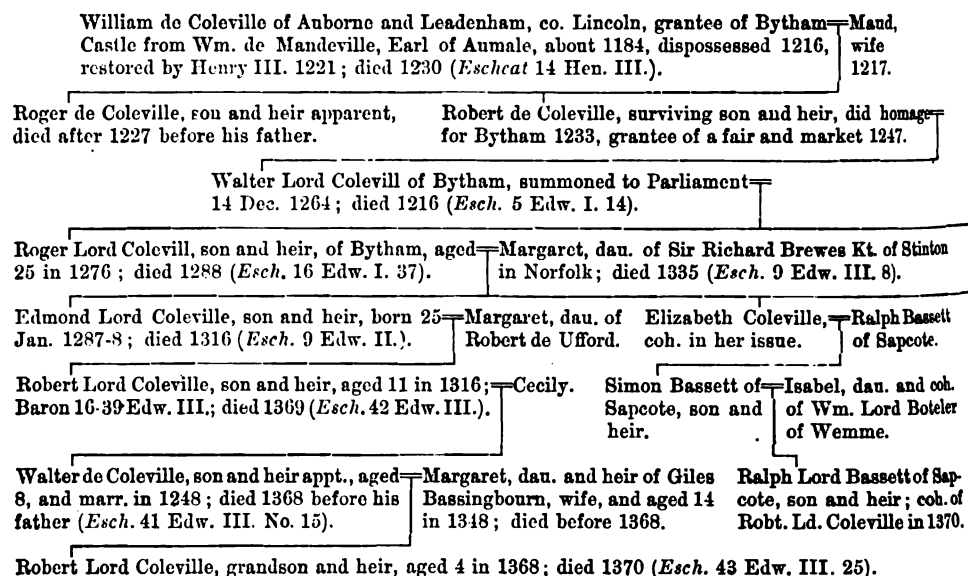 William de Coleville of Auborne and Leadenham, co. Lincoln, grantee of Bytham
Castle from Wm. de Mandeville, Earl of Aumale, about 1184, dispossessed 1216,
restored by Henry III. 1221 ; died 1230 (Escheat 14 Hen. III.).
Maud,
wife
1217.
Roger de Coleville, son and heir apparent,
died after 1227 before his father.
Robert de Coleville, surviving son and heir, did homage
for Bytham 1233, grantee of a fair and market 1247.
Walter Lord Colevill of Bytham, summoned to Parliament
14 Dec. 1264 ; died 1216 (Esch. 5 Edw. I. 14).
Roger Lord Colevill, son and heir, of Bytham, aged
25 in 1276 ; died 1288 (Esch. 16 Edw. I. 37).
Margaret, dau. of Sir Richard Brewes Kt. of Stinton
in Norfolk; died 1335 (Esch. 9 Edw. III. 8).
Edmond Lord Coleville, son and heir, born 25
Jan. 1287-8 ; died 1316 (Esch. 9 Edw. II.).
Margaret, dau. of
Robert de Ufford.
Elizabeth Coleville,
coh. in her issue.
Ralph Bassett
of Sapcote.
Robert Lord Coleville, son and heir, aged 11 in 1316;
Baron 16-39 Edw. III.; died 1369 (Esch. 42 Edw. III.).
Cecily.
Simon Bassett of
Sapcote, son and
heir.
Isabel, dau. and coh.
of Wm. Lord Boteler
of Wemme.
Walter de Coleville, son and heir appt., aged
8, and marr. in 1248 ; died 1368 before his
father (Esch. 41 Edw. III. No. 15).
Margaret, dau. and heir of Giles
Bassingbourn, wife, and aged 14
in 1348; died before 1368.
Ralph Lord Bassett of Sap-
cote, son and heir ; coh. of
Robt. Ld. Coleville in 1370.
Robert Lord Coleville, grandson and heir, aged 4 in 1368; died 1370 (Esch. 43 Edw. III. 25).